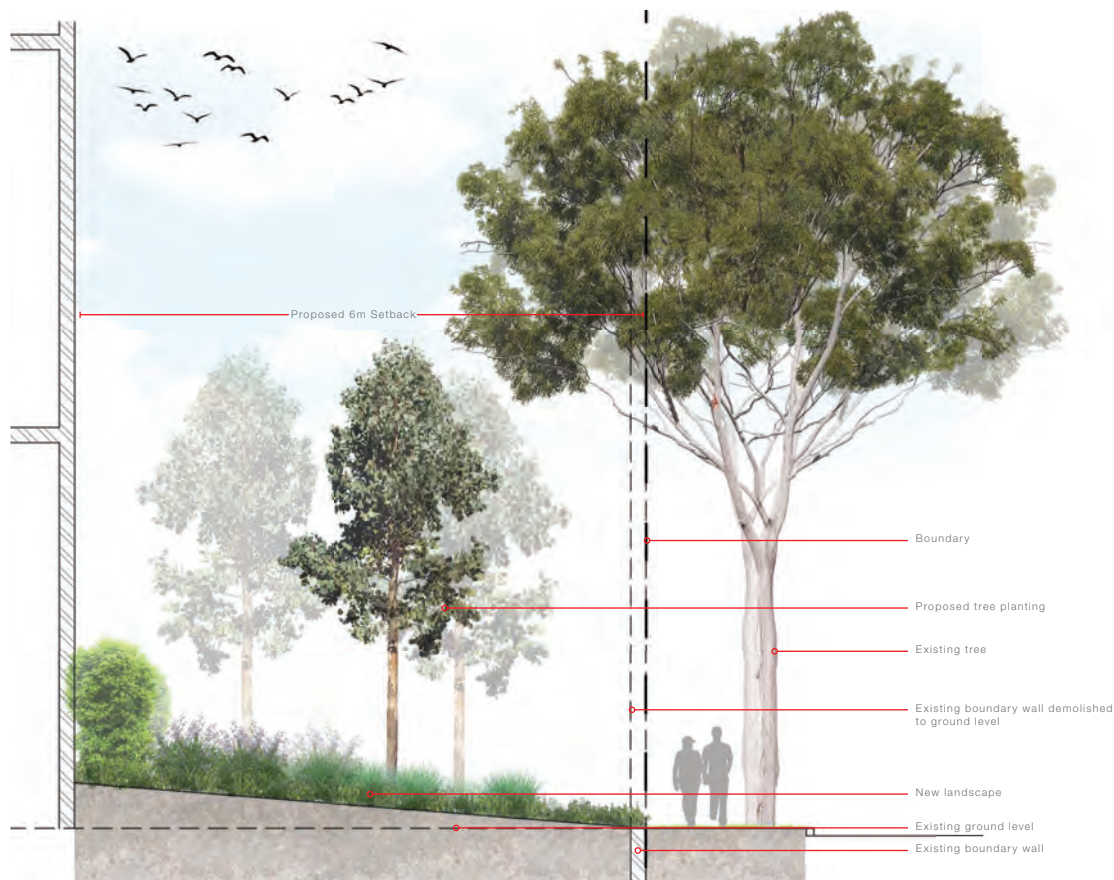 Proposed 6m Setback
Boundary
Proposed tree planting
Existing tree
Existing boundary wall demolished
to ground level
New landscape
Existing ground level
Existing boundary wall